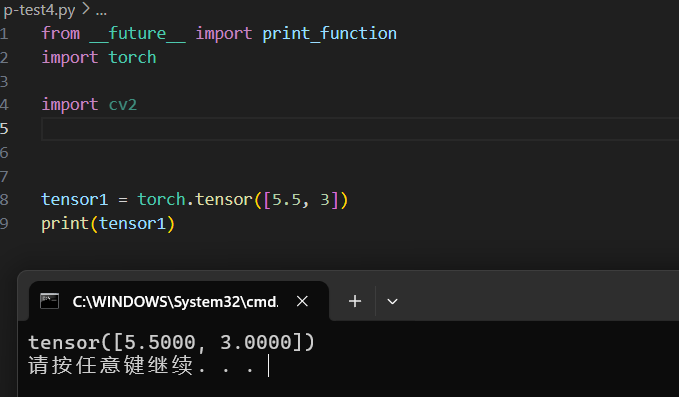 p-test4.py > ...
1 from __future__ import print_function
2 import torch
3
4 import cv2
5
6
7
8 tensor1 = torch.tensor([5.5, 3])
9 print(tensor1)
C:\WINDOWS\System32\cmd.
tensor([5.5000, 3.0000])
请按任意键继续. . .